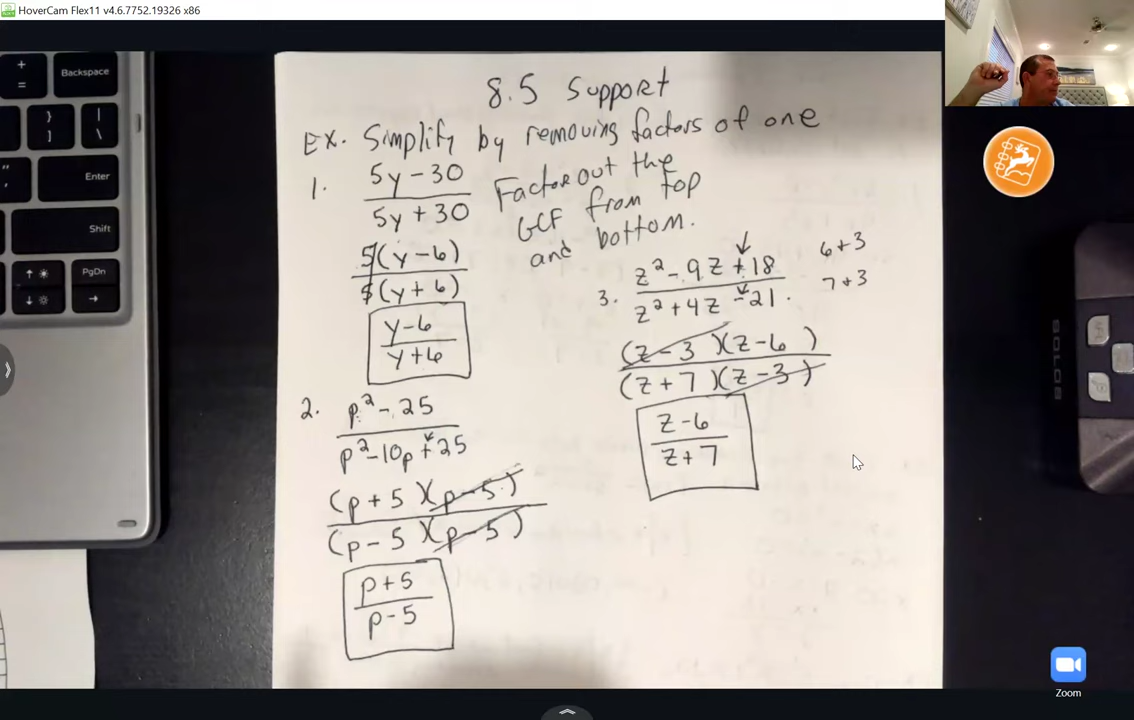 HoverCam Flex11 v4.6.7752.19326 x86
+
=
Backspace
}
]
|
\
"
'
Enter
?
/
Shift
PgDn
8.5 Support
Ex. Simplify by removing factors of one
1. 5y - 30
5y + 30
Factor out the
GCF from top
and bottom.
5(y - 6)
5(y + 6)
y - 6
y + 6
2. p² - 25
p² - 10p + 25
(p + 5)(p - 5)
(p - 5)(p - 5)
p + 5
p - 5
3. z² - 9z + 18
z² + 4z - 21
6 + 3
7 + 3
(z - 3)(z - 6)
(z + 7)(z - 3)
z - 6
z + 7
Zoom